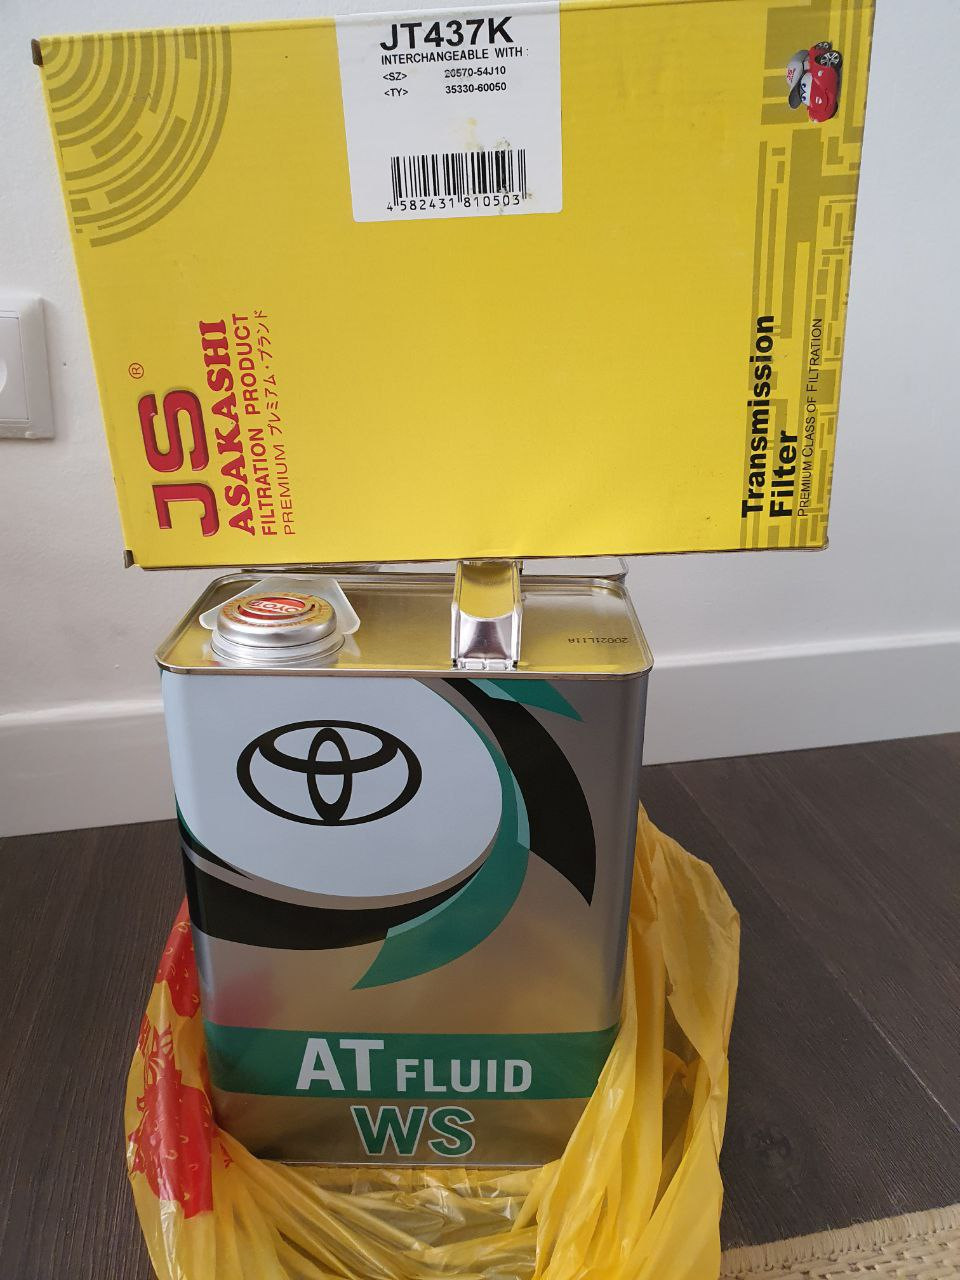 JT437K
INTERCHANGEABLE WITH :
<SZ> 26570-54J10
<TY> 35330-60050
4 582431 810503
JS®
ASAKASHI
FILTRATION PRODUCT
PREMIUM プレミアム・ブランド
Transmission
Filter
PREMIUM CLASS OF FILTRATION
20021L11A
AT FLUID
WS